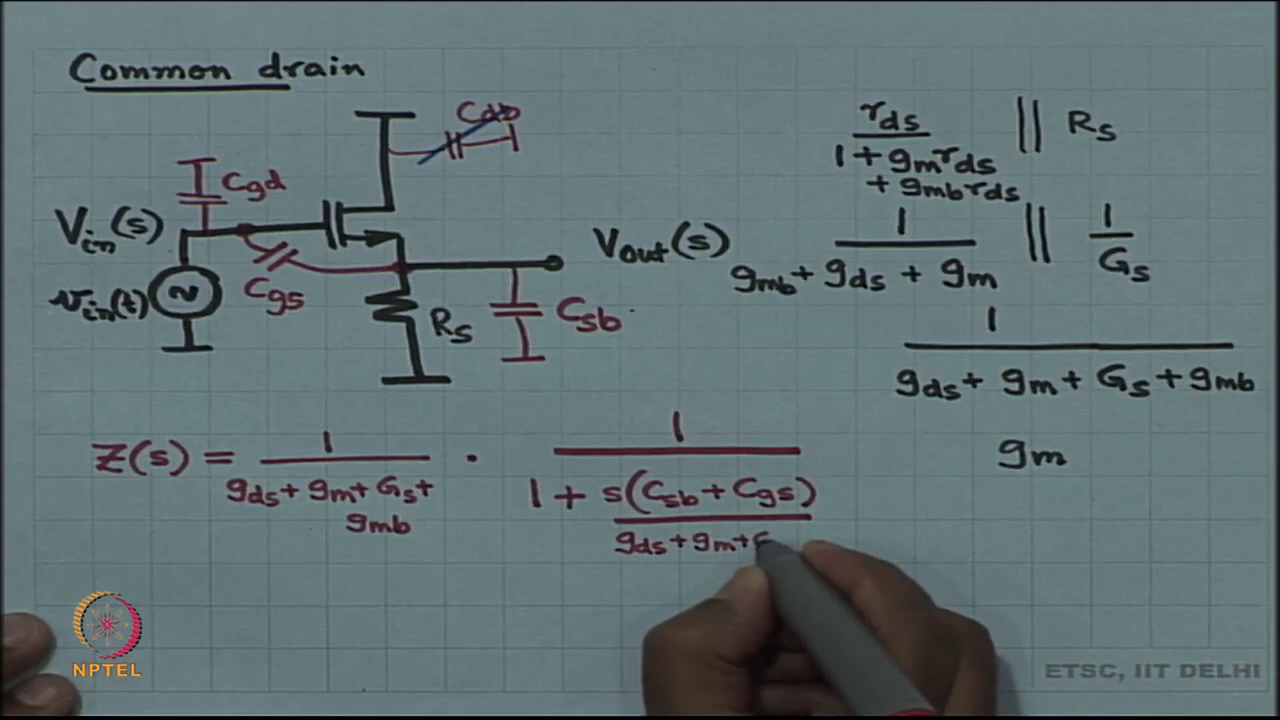 Common drain
Cdb
Cgd
Vin(s)
vin(t)
Cgs
Vout(s)
Rs
Csb
rds || Rs
1 + gmrds
+ gmbrds
1 || 1
gmb + gds + gm Gs
1
gds + gm + Gs + gmb
gm
Z(s) = 1 · 1
gds + gm + Gs + 1 + s(Csb + Cgs)
gmb gds + gm + G
NPTEL
ETSC, IIT DELHI